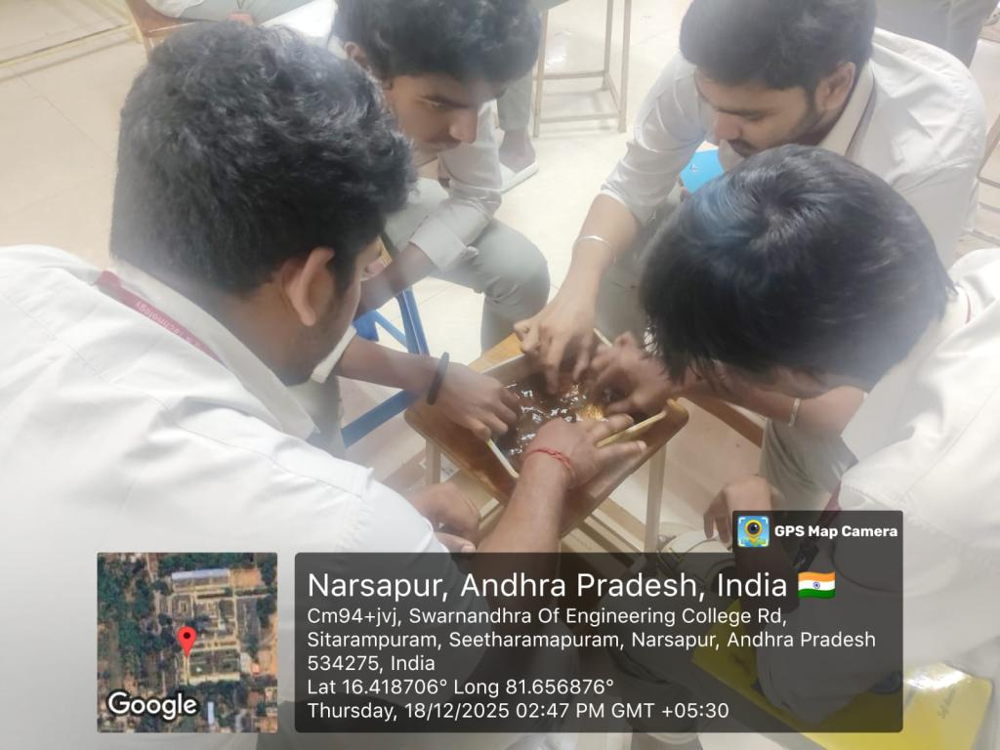 Technology
GPS Map Camera
Narsapur, Andhra Pradesh, India
Cm94+jvj, Swarnandhra Of Engineering College Rd,
Sitarampuram, Seetharamapuram, Narsapur, Andhra Pradesh
534275, India
Lat 16.418706° Long 81.656876°
Thursday, 18/12/2025 02:47 PM GMT +05:30
Google